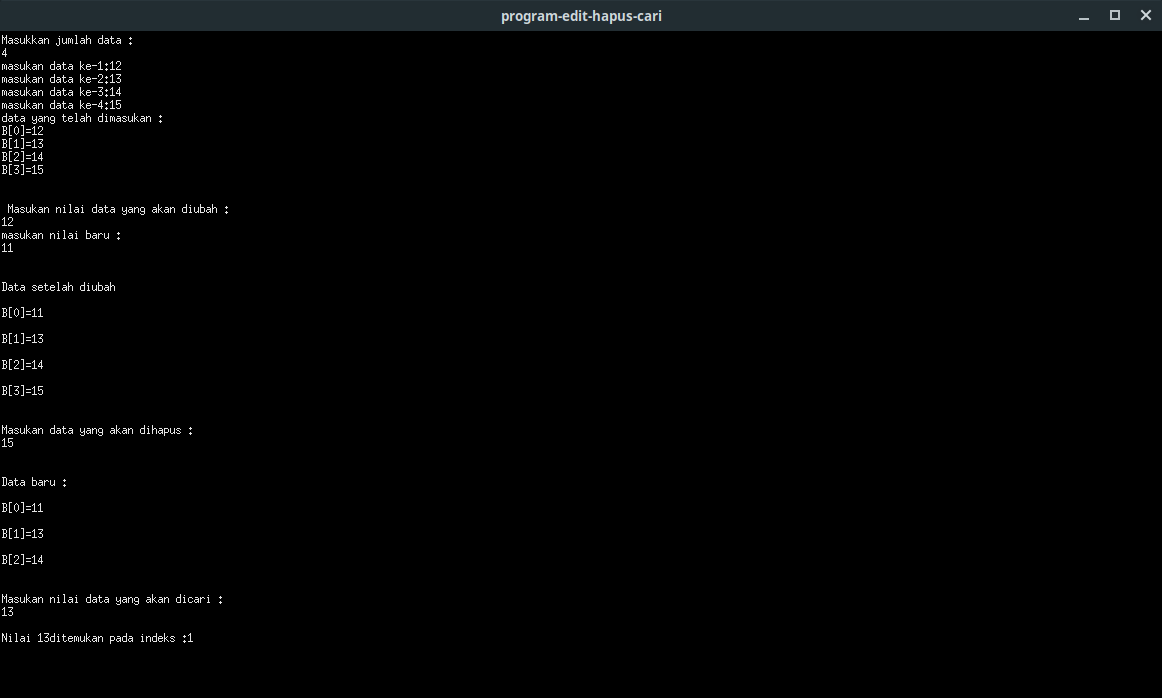 program-edit-hapus-cari
Masukkan jumlah data :
4
masukan data ke-1:12
masukan data ke-2:13
masukan data ke-3:14
masukan data ke-4:15
data yang telah dimasukan :
B[0]=12
B[1]=13
B[2]=14
B[3]=15
Masukan nilai data yang akan diubah :
12
masukan nilai baru :
11
Data setelah diubah
B[0]=11
B[1]=13
B[2]=14
B[3]=15
Masukan data yang akan dihapus :
15
Data baru :
B[0]=11
B[1]=13
B[2]=14
Masukan nilai data yang akan dicari :
13
Nilai 13ditemukan pada indeks :1